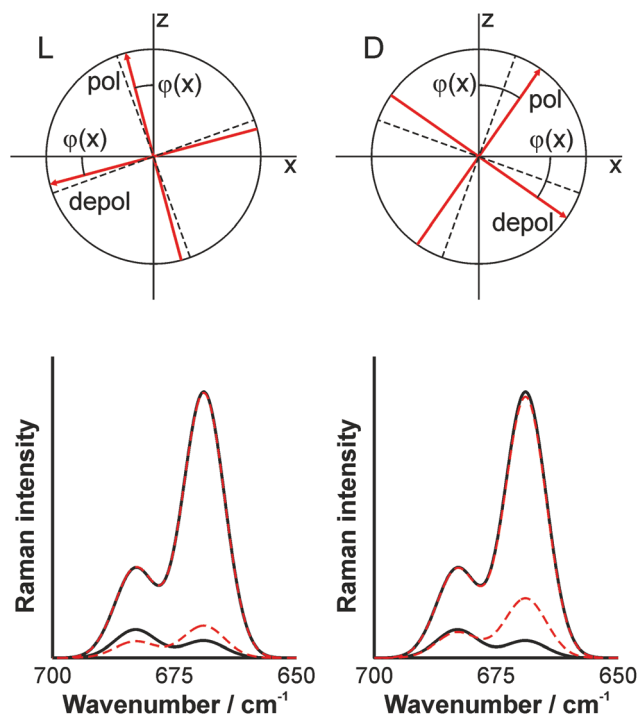 L
z
pol
φ(x)
φ(x)
x
depol
D
z
φ(x)
pol
φ(x)
x
depol
Raman intensity
700
675
650
Wavenumber / cm⁻¹
Raman intensity
700
675
650
Wavenumber / cm⁻¹